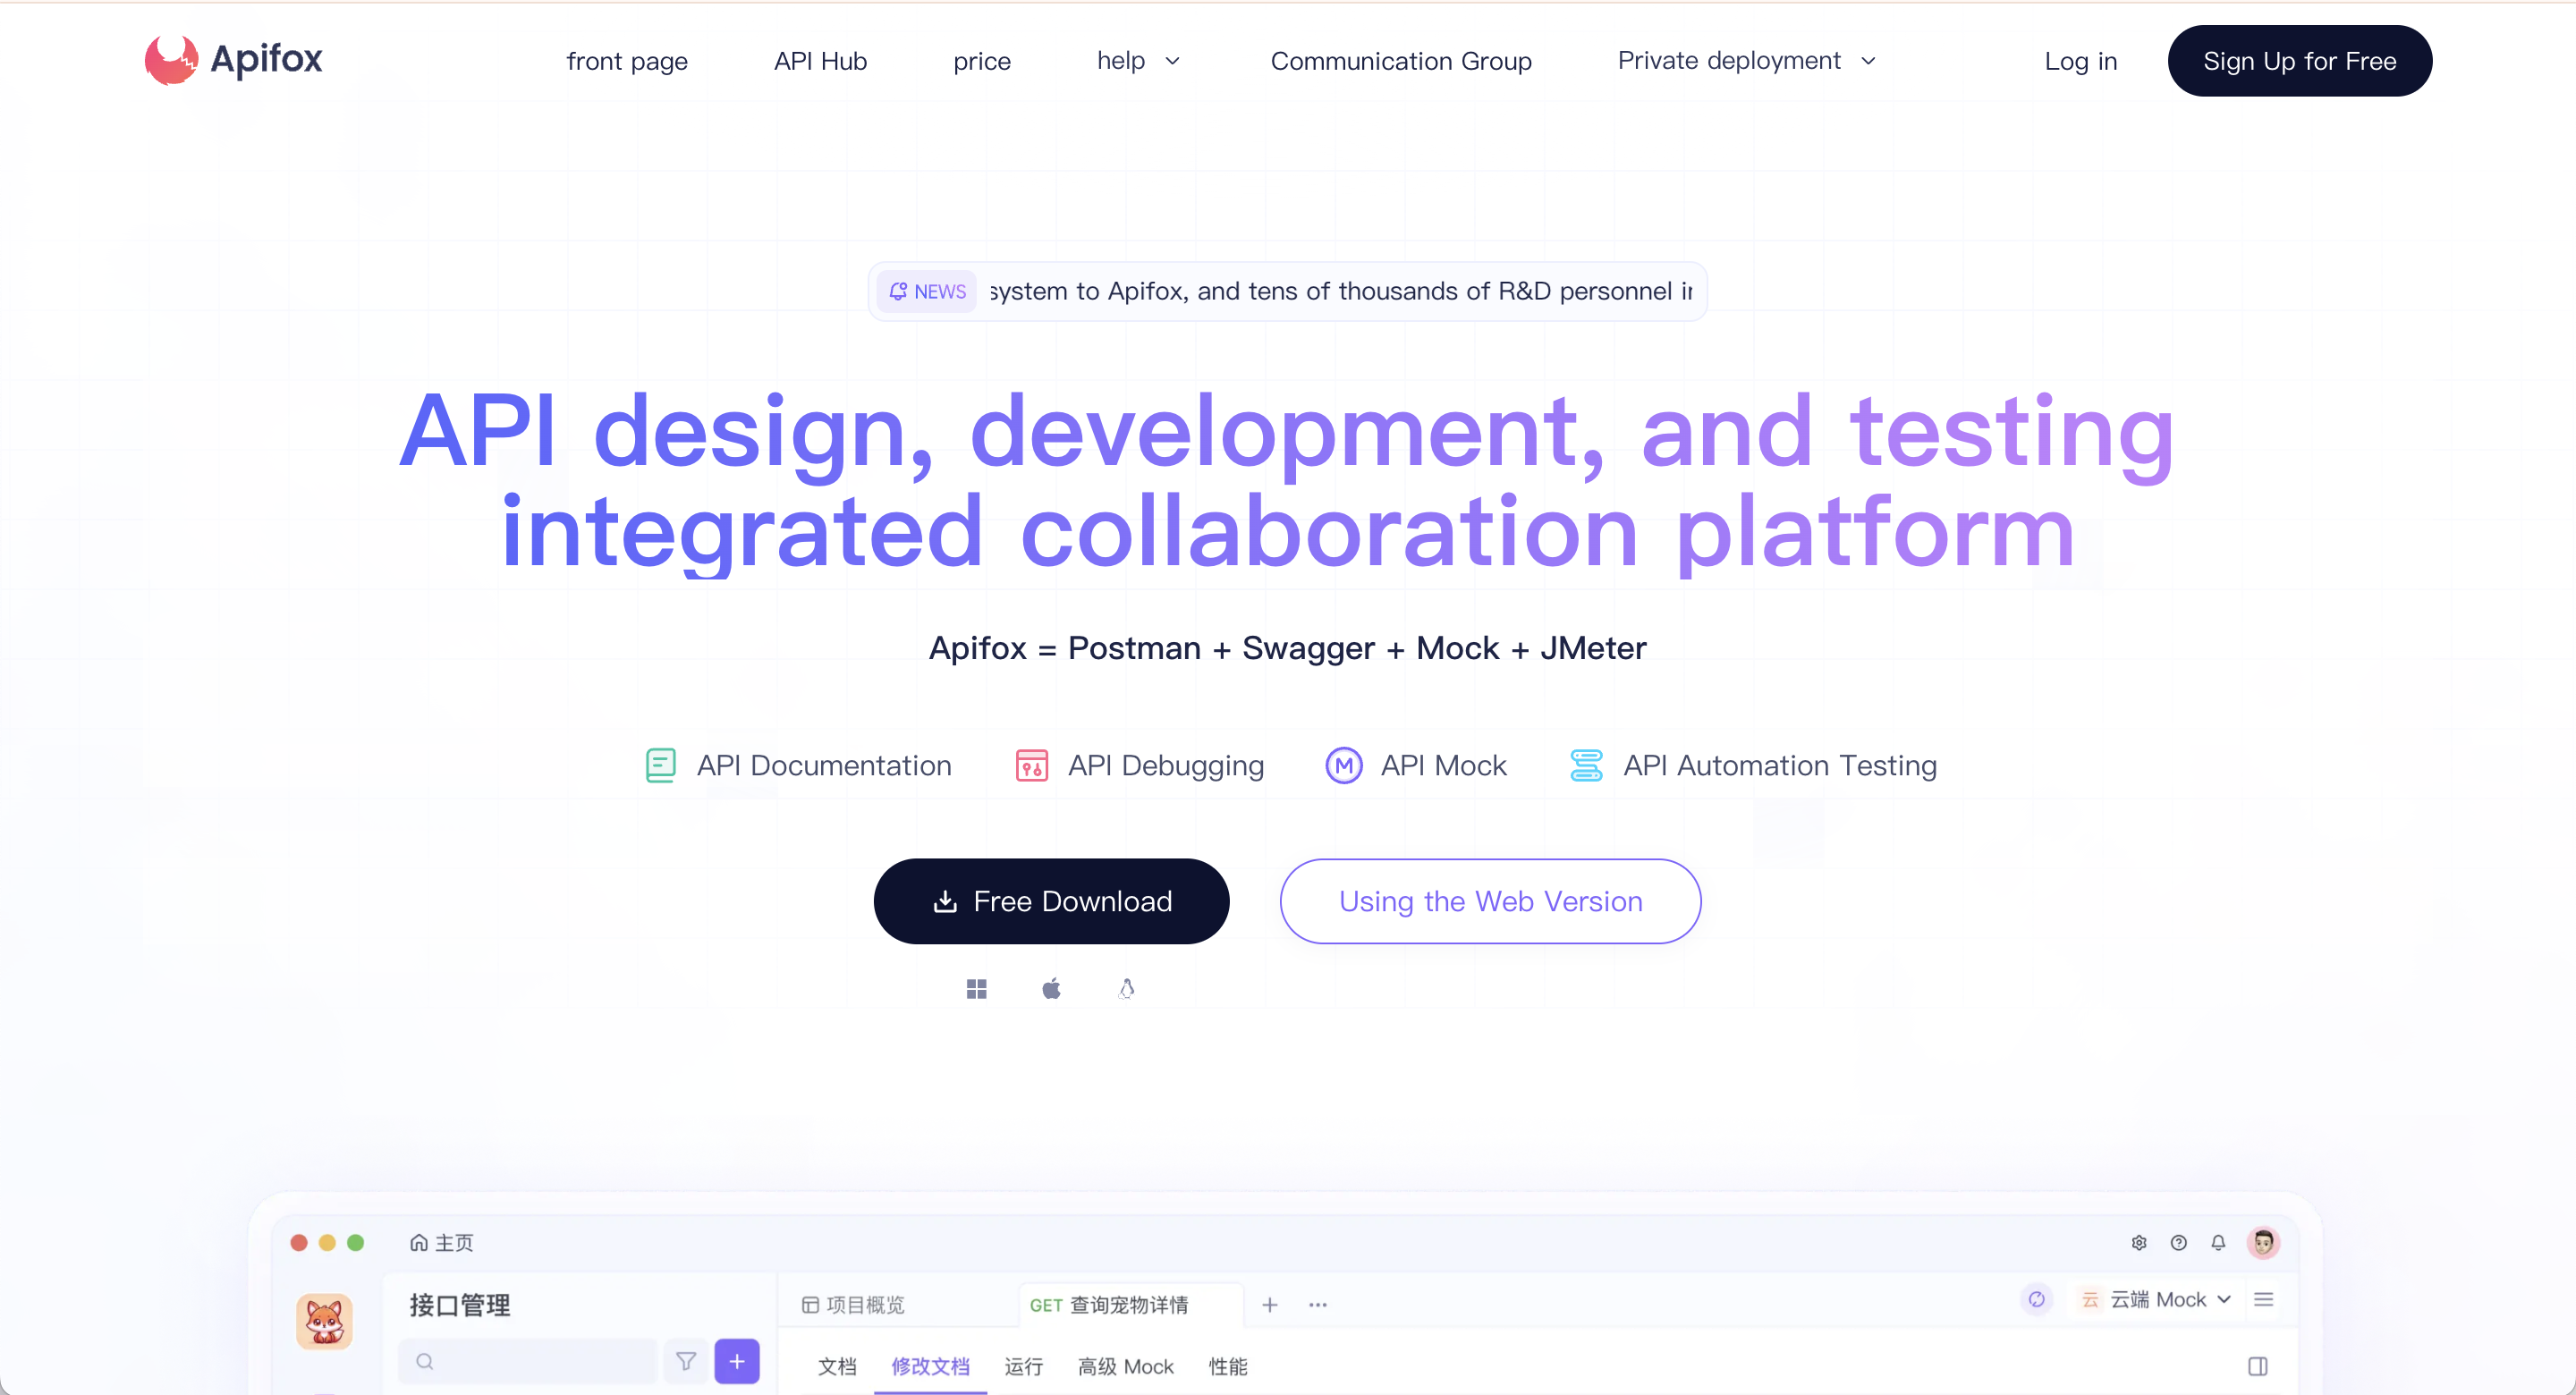 Apifox
front page
API Hub
price
help
Communication Group
Private deployment
Log in
Sign Up for Free
NEWS
system to Apifox, and tens of thousands of R&D personnel
API design, development, and testing
integrated collaboration platform
Apifox = Postman + Swagger + Mock + JMeter
API Documentation
API Debugging
M
API Mock
API Automation Testing
Free Download
Using the Web Version
主页
接口管理
项目概览
GET 查询宠物详情
云
云端 Mock
文档
修改文档
运行
高级 Mock
性能